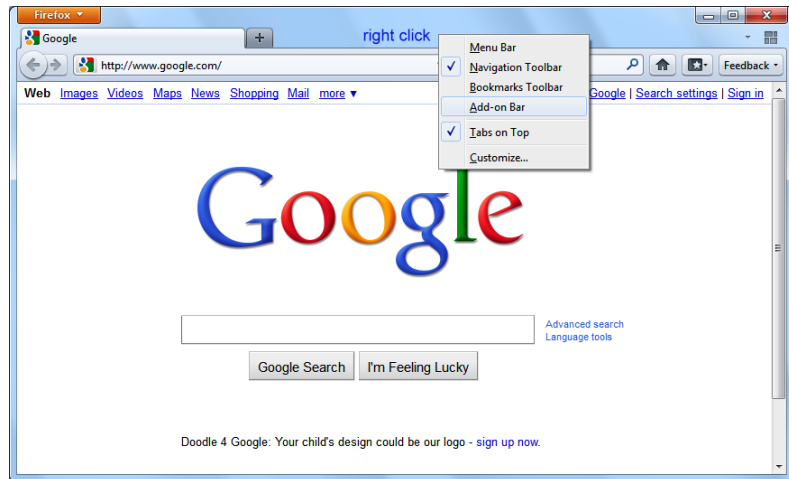 Firefox
Google
right click
http://www.google.com/
Feedback
Menu Bar
Navigation Toolbar
Bookmarks Toolbar
Add-on Bar
Tabs on Top
Customize...
Web Images Videos Maps News Shopping Mail more ▼
Google | Search settings | Sign in
Google
Advanced search
Language tools
Google Search I'm Feeling Lucky
Doodle 4 Google: Your child's design could be our logo - sign up now.